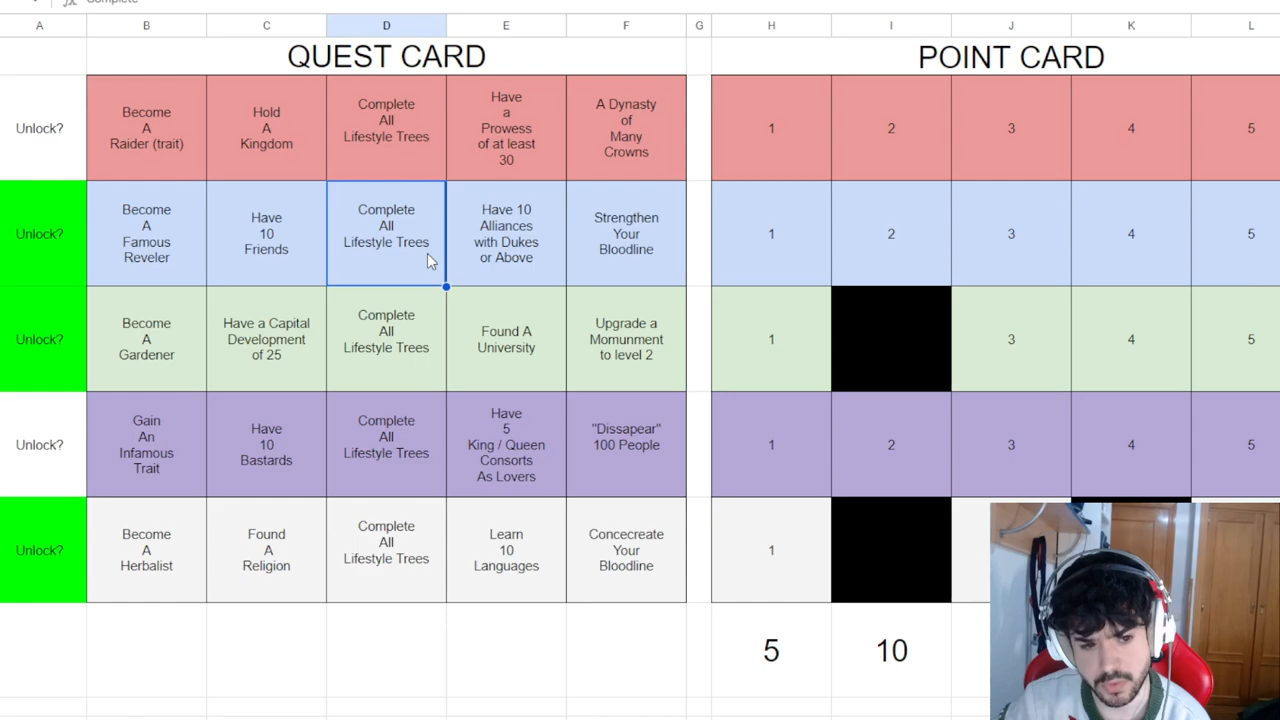 Complete
A B C D E F G H I J K L
QUEST CARD POINT CARD
Unlock?
Become
A
Raider (trait)
Hold
A
Kingdom
Complete
All
Lifestyle Trees
Have
a
Prowess
of at least
30
A Dynasty
of
Many
Crowns
1 2 3 4 5
Unlock?
Become
A
Famous
Reveler
Have
10
Friends
Complete
All
Lifestyle Trees
Have 10
Alliances
with Dukes
or Above
Strengthen
Your
Bloodline
1 2 3 4 5
Unlock?
Become
A
Gardener
Have a Capital
Development
of 25
Complete
All
Lifestyle Trees
Found A
University
Upgrade a
Momunment
to level 2
1 3 4 5
Unlock?
Gain
An
Infamous
Trait
Have
10
Bastards
Complete
All
Lifestyle Trees
Have
5
King / Queen
Consorts
As Lovers
"Dissapear"
100 People
1 2 3 4 5
Unlock?
Become
A
Herbalist
Found
A
Religion
Complete
All
Lifestyle Trees
Learn
10
Languages
Concecreate
Your
Bloodline
1
5 10